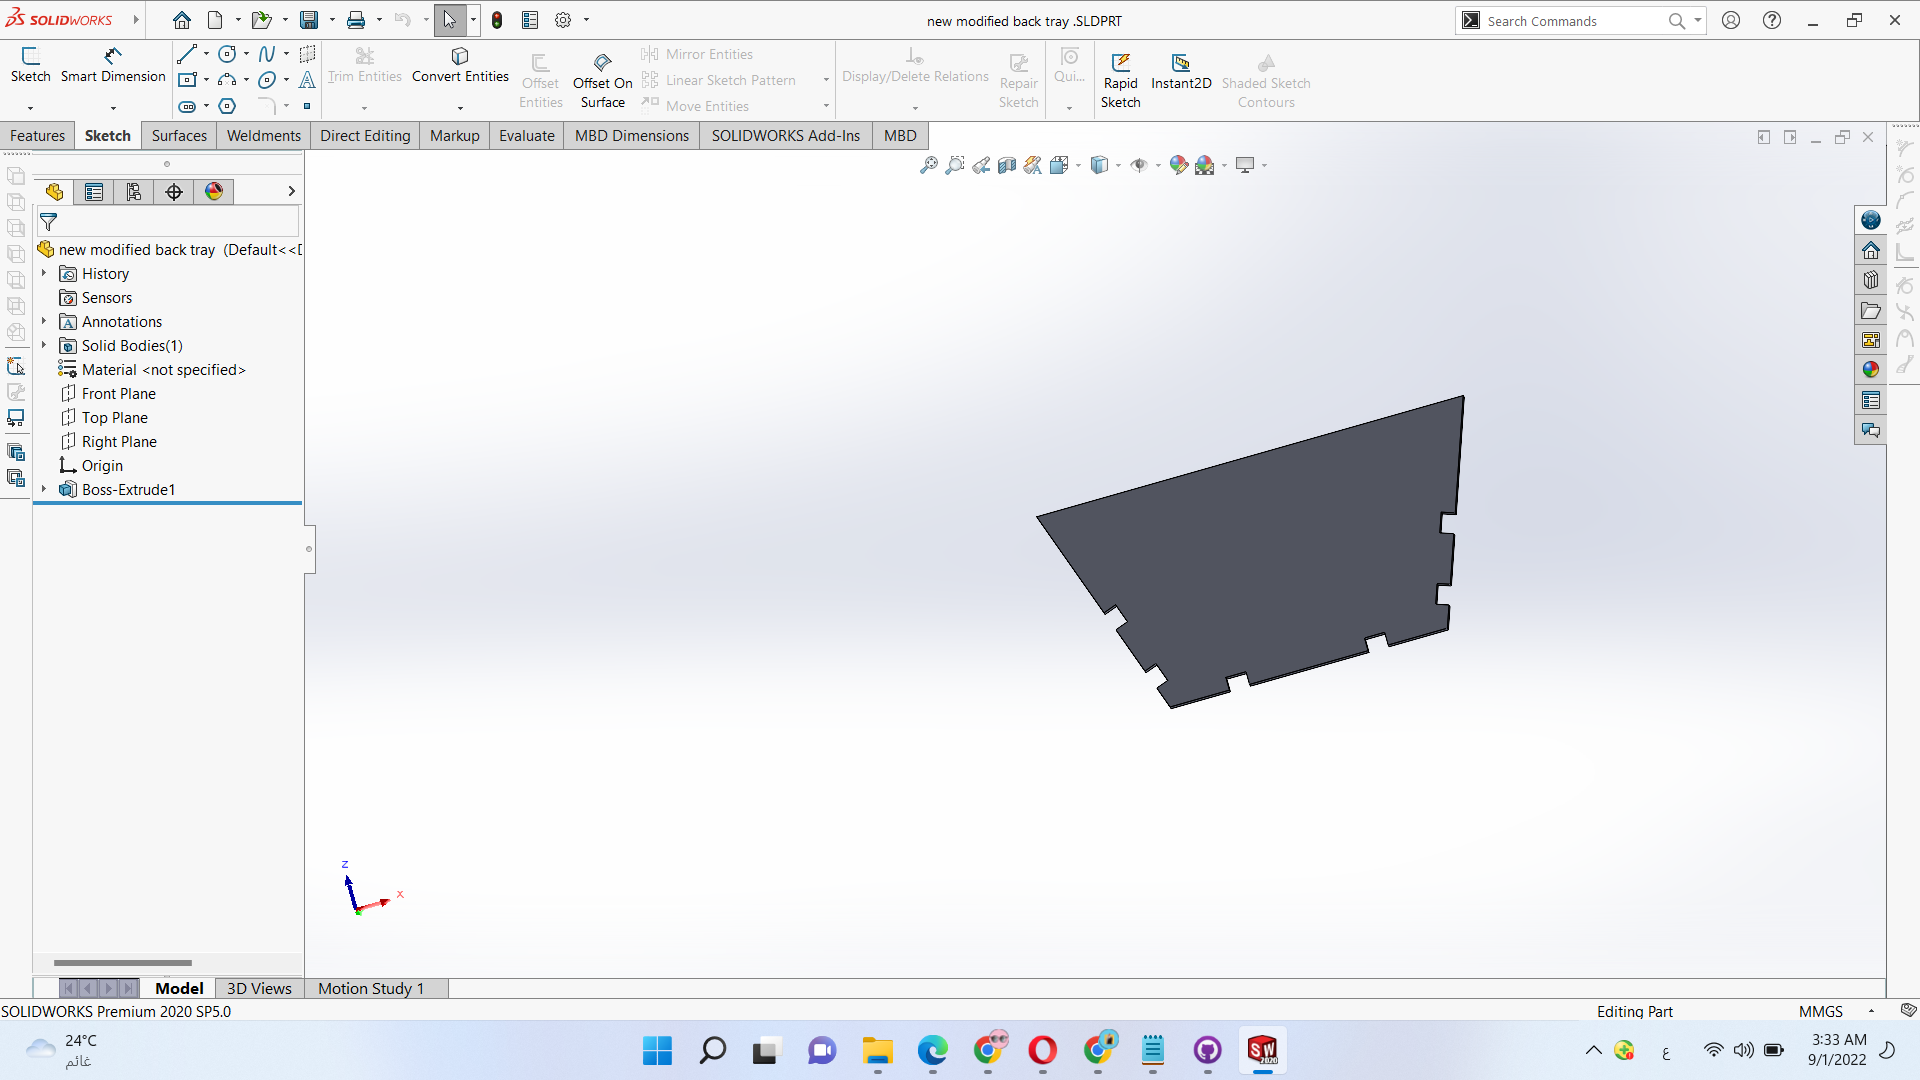 SOLIDWORKS
new modified back tray .SLDPRT
Search Commands
Sketch
Smart Dimension
Trim Entities
Convert Entities
Offset Entities
Offset On Surface
Mirror Entities
Linear Sketch Pattern
Move Entities
Display/Delete Relations
Repair Sketch
Qui...
Rapid Sketch
Instant2D
Shaded Sketch Contours
Features
Sketch
Surfaces
Weldments
Direct Editing
Markup
Evaluate
MBD Dimensions
SOLIDWORKS Add-Ins
MBD
new modified back tray (Default<<D
History
Sensors
Annotations
Solid Bodies(1)
Material <not specified>
Front Plane
Top Plane
Right Plane
Origin
Boss-Extrude1
z
x
Model
3D Views
Motion Study 1
SOLIDWORKS Premium 2020 SP5.0
Editing Part
MMGS
24°C
غائم
SW
2020
ع
3:33 AM
9/1/2022